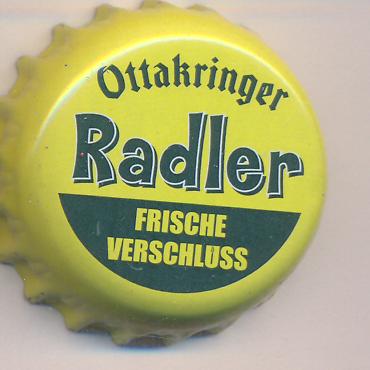 Ottakringer
Radler
FRISCHE
VERSCHLUSS